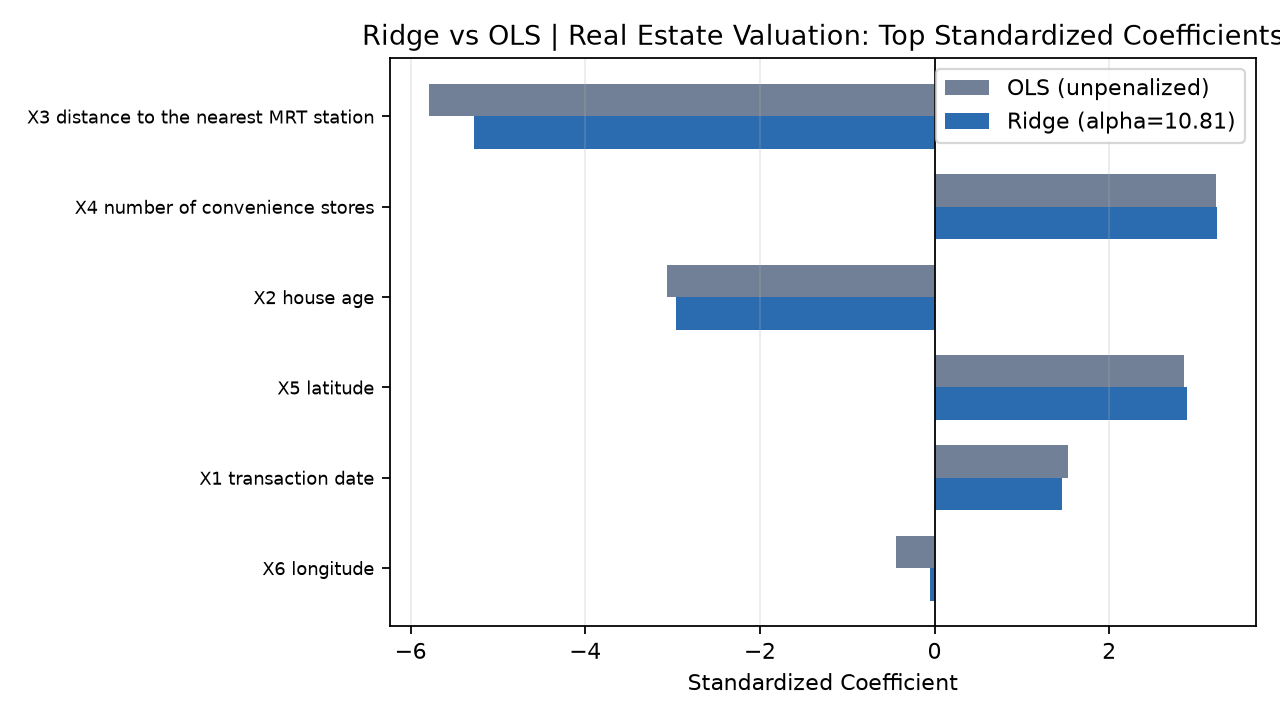 Ridge vs OLS | Real Estate Valuation: Top Standardized Coefficients
OLS (unpenalized)
Ridge (alpha=10.81)
X3 distance to the nearest MRT station
X4 number of convenience stores
X2 house age
X5 latitude
X1 transaction date
X6 longitude
−6 −4 −2 0 2
Standardized Coefficient